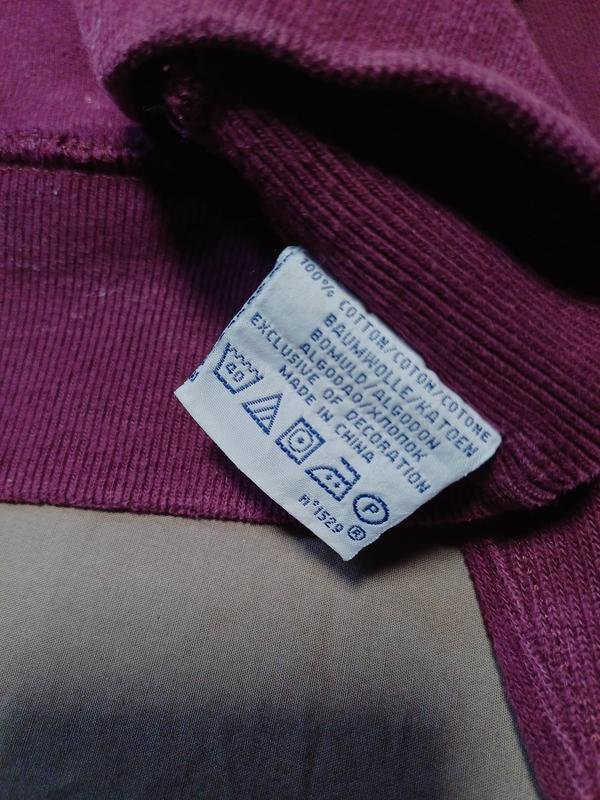 100% COTTON/COTON/COTONE
BAUMWOLLE/KATOEN
BOMULD/ALGODON
ALGODAO/ХЛОПОК
EXCLUSIVE OF DECORATION
MADE IN CHINA
40
P
N°1529 ®